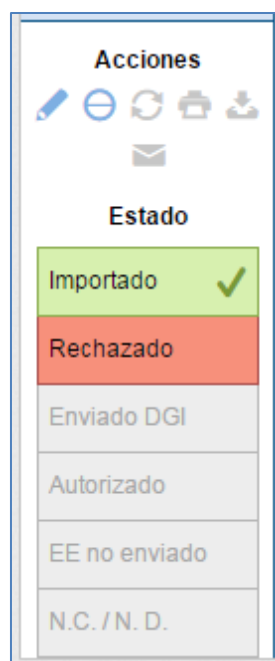 Acciones
Estado
Importado
Rechazado
Enviado DGI
Autorizado
EE no enviado
N.C. / N. D.